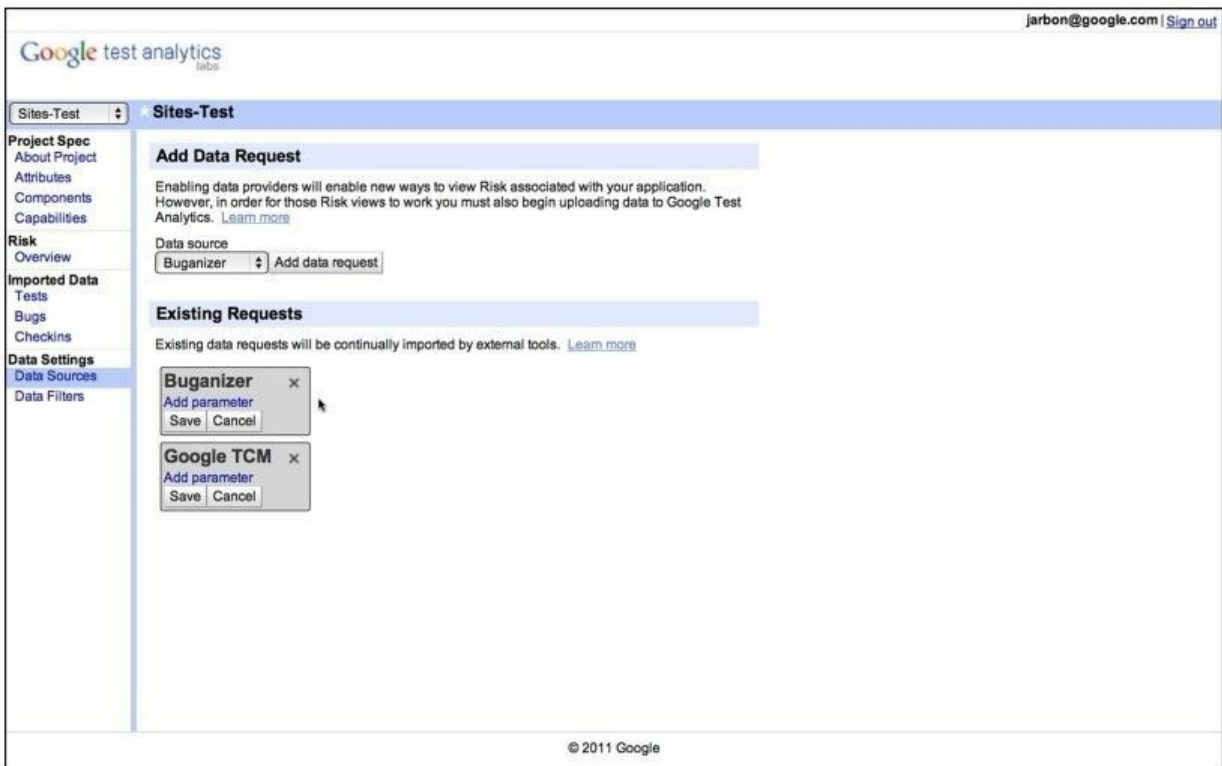 jarbon@google.com | Sign out
Google test analytics
labs
Sites-Test
Sites-Test
Project Spec
About Project
Attributes
Components
Capabilities
Risk
Overview
Imported Data
Tests
Bugs
Checkins
Data Settings
Data Sources
Data Filters
Add Data Request
Enabling data providers will enable new ways to view Risk associated with your application.
However, in order for those Risk views to work you must also begin uploading data to Google Test
Analytics. Learn more
Data source
Buganizer Add data request
Existing Requests
Existing data requests will be continually imported by external tools. Learn more
Buganizer ×
Add parameter
Save Cancel
Google TCM ×
Add parameter
Save Cancel
© 2011 Google